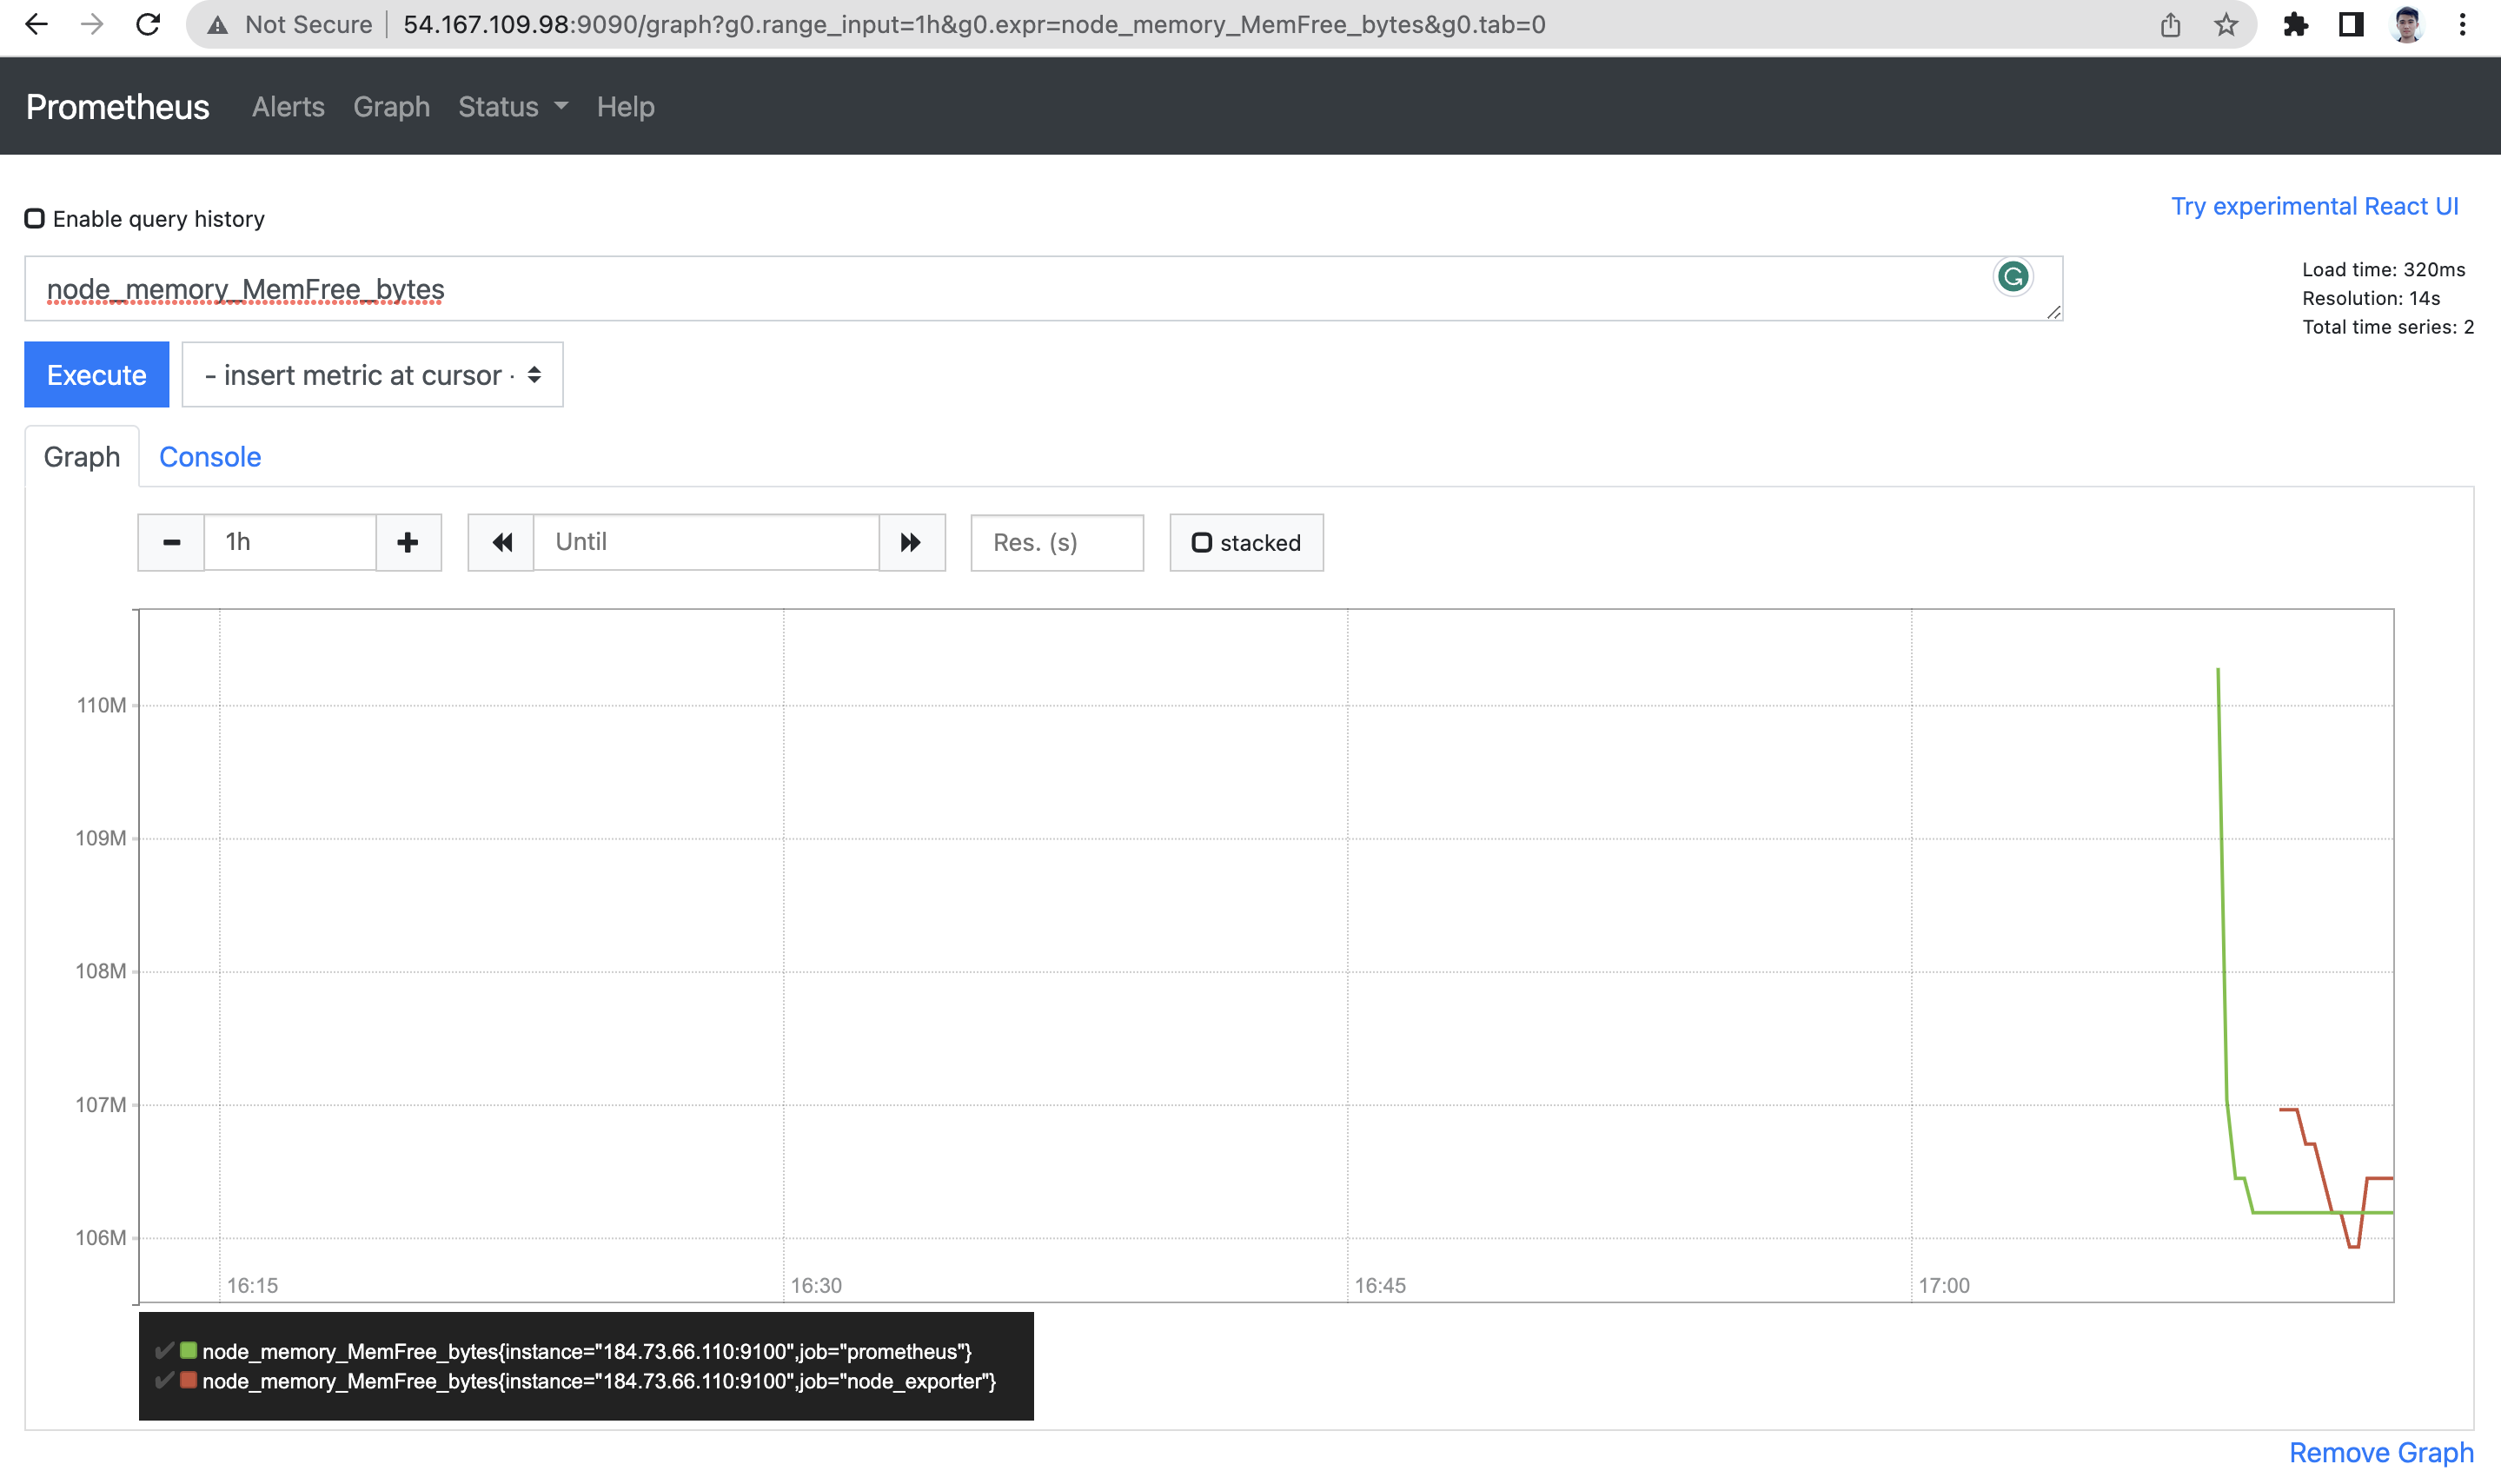 Not Secure 54.167.109.98:9090/graph?g0.range_input=1h&g0.expr=node_memory_MemFree_bytes&g0.tab=0
Prometheus Alerts Graph Status Help
Enable query history
Try experimental React UI
node_memory_MemFree_bytes
Load time: 320ms
Resolution: 14s
Total time series: 2
Execute - insert metric at cursor -
Graph Console
1h Until Res. (s) stacked
110M
109M
108M
107M
106M
16:15 16:30 16:45 17:00
node_memory_MemFree_bytes{instance="184.73.66.110:9100",job="prometheus"}
node_memory_MemFree_bytes{instance="184.73.66.110:9100",job="node_exporter"}
Remove Graph